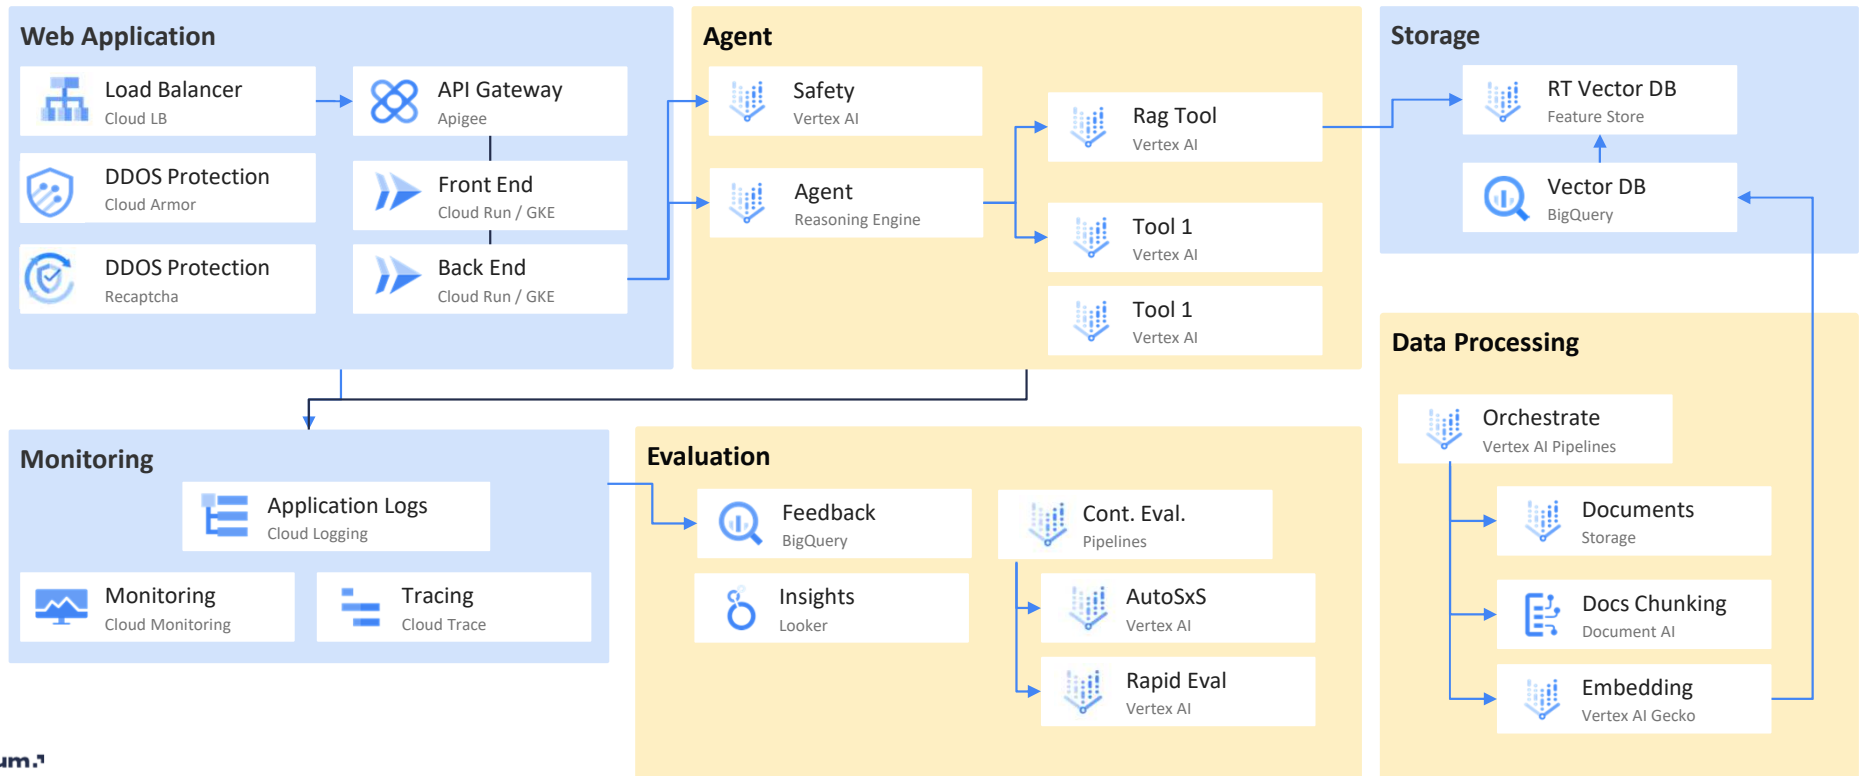 Web Application
Load Balancer
Cloud LB
API Gateway
Apigee
DDOS Protection
Cloud Armor
Front End
Cloud Run / GKE
DDOS Protection
Recaptcha
Back End
Cloud Run / GKE
Agent
Safety
Vertex AI
Agent
Reasoning Engine
Rag Tool
Vertex AI
Tool 1
Vertex AI
Tool 1
Vertex AI
Storage
RT Vector DB
Feature Store
Vector DB
BigQuery
Monitoring
Application Logs
Cloud Logging
Monitoring
Cloud Monitoring
Tracing
Cloud Trace
Evaluation
Feedback
BigQuery
Insights
Looker
Cont. Eval.
Pipelines
AutoSxS
Vertex AI
Rapid Eval
Vertex AI
Data Processing
Orchestrate
Vertex AI Pipelines
Documents
Storage
Docs Chunking
Document AI
Embedding
Vertex AI Gecko